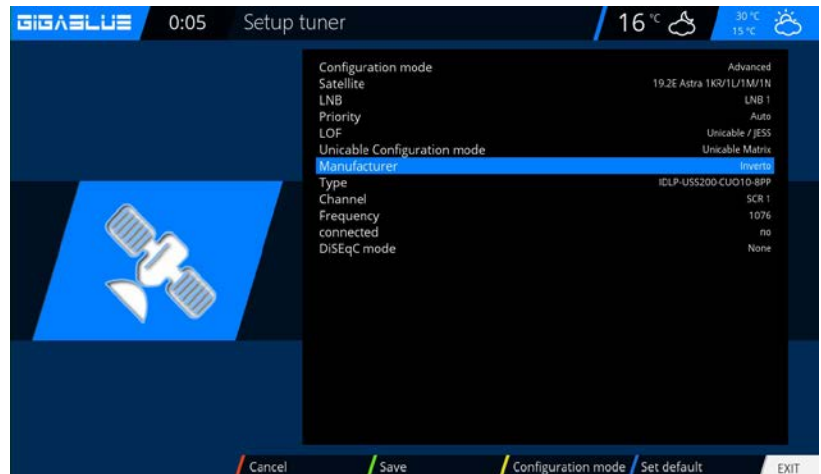 GIGABLUE 0:05 Setup tuner 16 °C 30 °C
15 °C
Configuration mode Advanced
Satellite 19.2E Astra 1KR/1L/1M/1N
LNB LNB 1
Priority Auto
LOF Unicable / JESS
Unicable Configuration mode Unicable Matrix
Manufacturer Inverto
Type IDLP-USS200-CUO10-8PP
Channel SCR 1
Frequency 1076
connected no
DiSEqC mode None
Cancel Save Configuration mode Set default EXIT